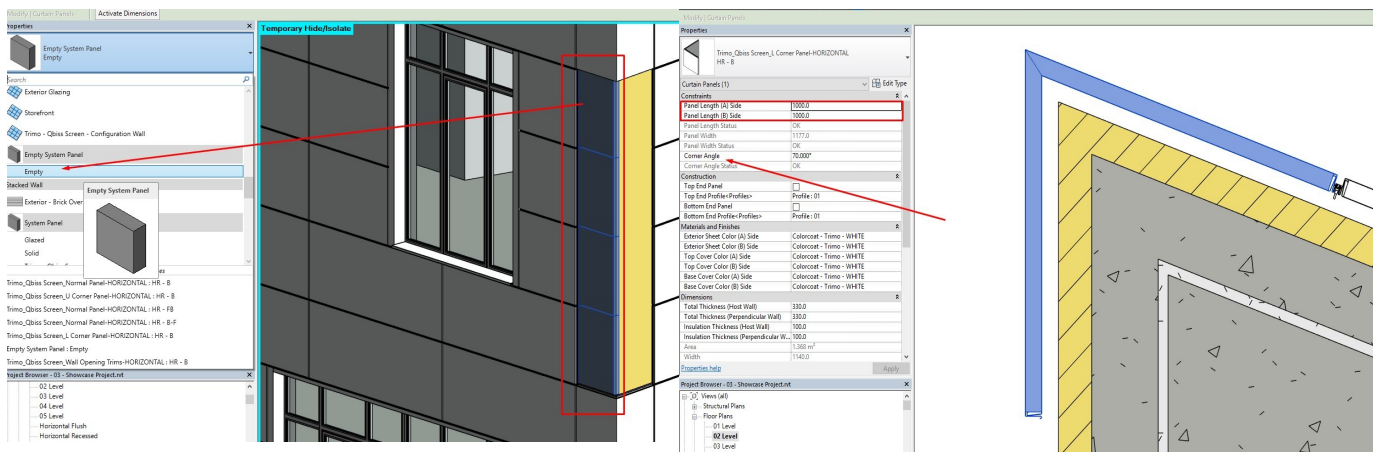 Modify | Curtain Panels
Activate Dimensions
Properties
Empty System Panel
Empty
Search
Exterior Glazing
Storefront
Trimo - Qbiss Screen - Configuration Wall
Empty System Panel
Empty
Stacked Wall
Exterior - Brick Over
System Panel
Glazed
Solid
Empty System Panel
Trimo_Qbiss Screen_Normal Panel-HORIZONTAL : HR - B
Trimo_Qbiss Screen_U Corner Panel-HORIZONTAL : HR - B
Trimo_Qbiss Screen_Normal Panel-HORIZONTAL : HR - FB
Trimo_Qbiss Screen_Normal Panel-HORIZONTAL : HR - B-F
Trimo_Qbiss Screen_L Corner Panel-HORIZONTAL : HR - B
Empty System Panel : Empty
Trimo_Qbiss Screen_Wall Opening Trims-HORIZONTAL : HR - B
Project Browser - 03 - Showcase Project.rvt
02 Level
03 Level
04 Level
05 Level
Horizontal Flush
Horizontal Recessed
Temporary Hide/Isolate
Modify | Curtain Panels
Properties
Trimo_Qbiss Screen_L Corner Panel-HORIZONTAL
HR - B
Curtain Panels (1)
Edit Type
Constraints
Panel Length (A) Side 1000.0
Panel Length (B) Side 1000.0
Panel Length Status OK
Panel Width 1177.0
Panel Width Status OK
Corner Angle 70.000°
Corner Angle Status OK
Construction
Top End Panel
Top End Profile<Profiles> Profile : 01
Bottom End Panel
Bottom End Profile<Profiles> Profile : 01
Materials and Finishes
Exterior Sheet Color (A) Side Colorcoat - Trimo - WHITE
Exterior Sheet Color (B) Side Colorcoat - Trimo - WHITE
Top Cover Color (A) Side Colorcoat - Trimo - WHITE
Top Cover Color (B) Side Colorcoat - Trimo - WHITE
Base Cover Color (A) Side Colorcoat - Trimo - WHITE
Base Cover Color (B) Side Colorcoat - Trimo - WHITE
Dimensions
Total Thickness (Host Wall) 330.0
Total Thickness (Perpendicular Wall) 330.0
Insulation Thickness (Host Wall) 100.0
Insulation Thickness (Perpendicular W... 100.0
Area 1.388 m²
Width 1140.0
Properties help
Apply
Project Browser - 03 - Showcase Project.rvt
Views (all)
Structural Plans
Floor Plans
01 Level
02 Level
03 Level